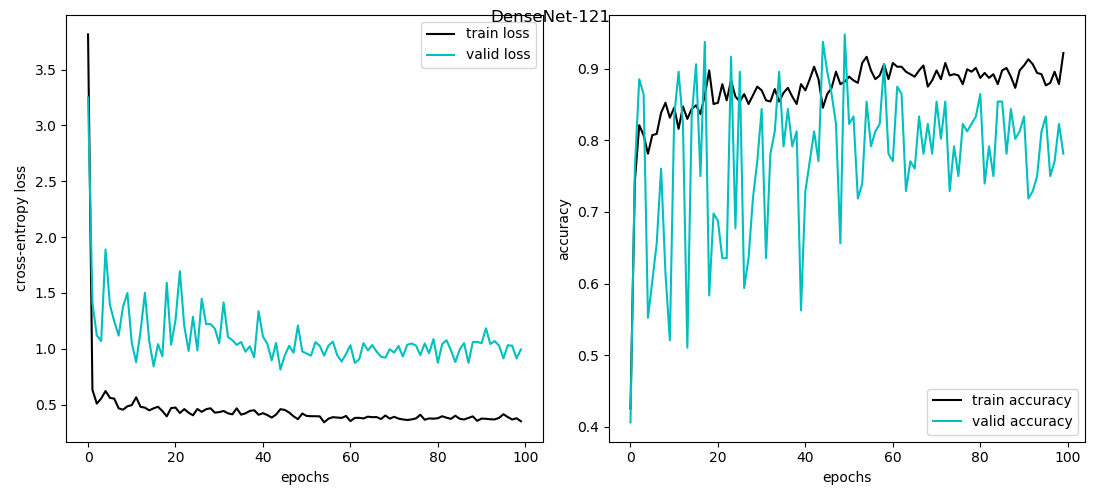 DenseNet-121
train loss
valid loss
3.5
3.0
2.5
2.0
1.5
1.0
0.5
cross-entropy loss
0 20 40 60 80 100
epochs
0.9
0.8
0.7
0.6
0.5
0.4
accuracy
train accuracy
valid accuracy
0 20 40 60 80 100
epochs